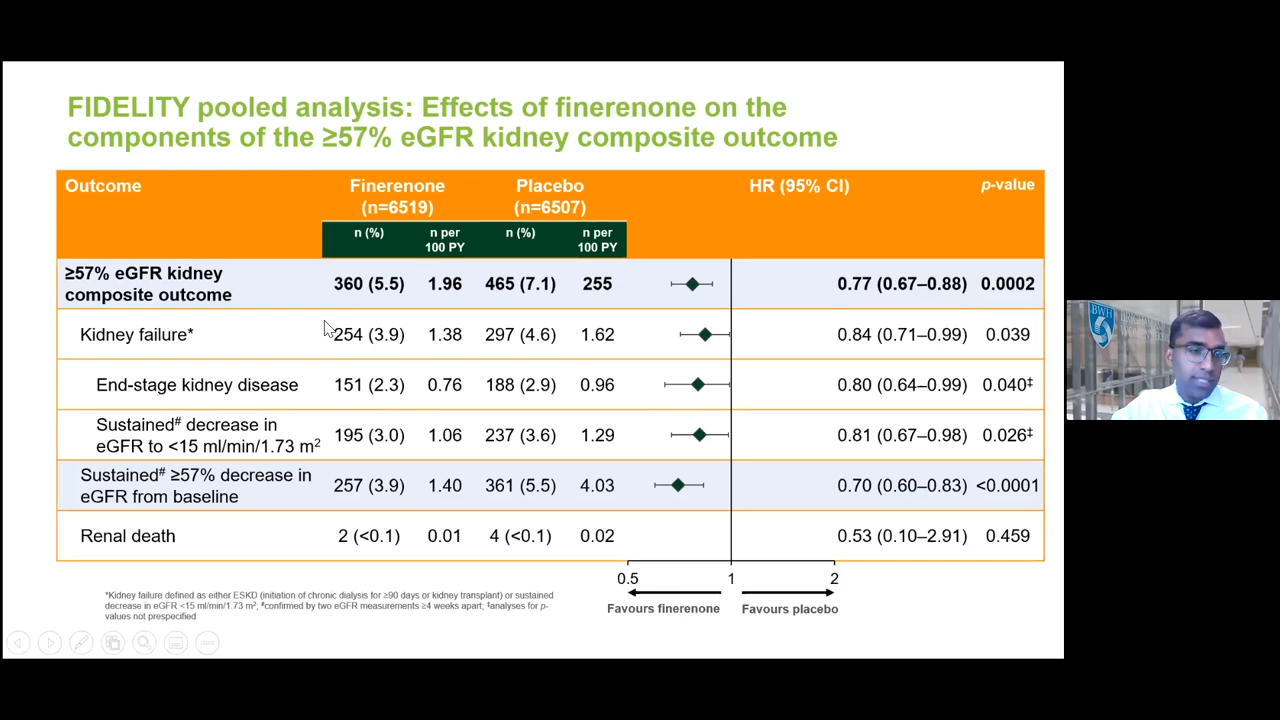 FIDELITY pooled analysis: Effects of finerenone on the
components of the ≥57% eGFR kidney composite outcome
Outcome Finerenone (n=6519) Placebo (n=6507) HR (95% CI) p-value
n (%) n per 100 PY n (%) n per 100 PY
≥57% eGFR kidney composite outcome 360 (5.5) 1.96 465 (7.1) 255 0.77 (0.67–0.88) 0.0002
Kidney failure* 254 (3.9) 1.38 297 (4.6) 1.62 0.84 (0.71–0.99) 0.039
End-stage kidney disease 151 (2.3) 0.76 188 (2.9) 0.96 0.80 (0.64–0.99) 0.040‡
Sustained# decrease in eGFR to <15 ml/min/1.73 m² 195 (3.0) 1.06 237 (3.6) 1.29 0.81 (0.67–0.98) 0.026‡
Sustained# ≥57% decrease in eGFR from baseline 257 (3.9) 1.40 361 (5.5) 4.03 0.70 (0.60–0.83) <0.0001
Renal death 2 (<0.1) 0.01 4 (<0.1) 0.02 0.53 (0.10–2.91) 0.459
0.5 1 2
Favours finerenone Favours placebo
*Kidney failure defined as either ESKD (initiation of chronic dialysis for ≥90 days or kidney transplant) or sustained
decrease in eGFR <15 ml/min/1.73 m²; #confirmed by two eGFR measurements ≥4 weeks apart; ‡analyses for p-
values not prespecified
BWH